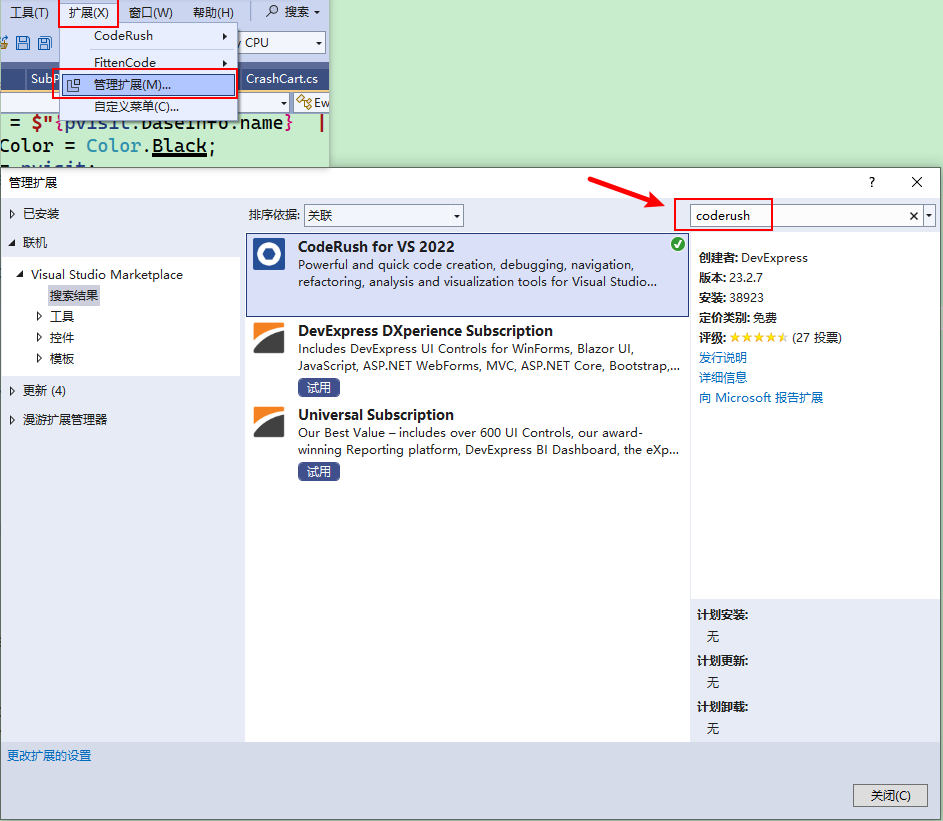 工具(T) 扩展(X) 窗口(W) 帮助(H) 搜索
CodeRush
CPU
FittenCode
SubP
管理扩展(M)...
CrashCart.cs
自定义菜单(C)...
Ew
= $"{pvisit.baseinfo.name} |
Color = Color.Black;
管理扩展
?
已安装
排序依据: 关联
coderush
联机
Visual Studio Marketplace
搜索结果
工具
控件
模板
更新 (4)
漫游扩展管理器
CodeRush for VS 2022
Powerful and quick code creation, debugging, navigation,
refactoring, analysis and visualization tools for Visual Studio...
DevExpress DXperience Subscription
Includes DevExpress UI Controls for WinForms, Blazor UI,
JavaScript, ASP.NET WebForms, MVC, ASP.NET Core, Bootstrap,...
试用
Universal Subscription
Our Best Value – includes over 600 UI Controls, our award-
winning Reporting platform, DevExpress BI Dashboard, the eXp...
试用
创建者: DevExpress
版本: 23.2.7
安装: 38923
定价类别: 免费
评级: (27 投票)
发行说明
详细信息
向 Microsoft 报告扩展
计划安装:
无
计划更新:
无
计划卸载:
无
更改扩展的设置
关闭(C)